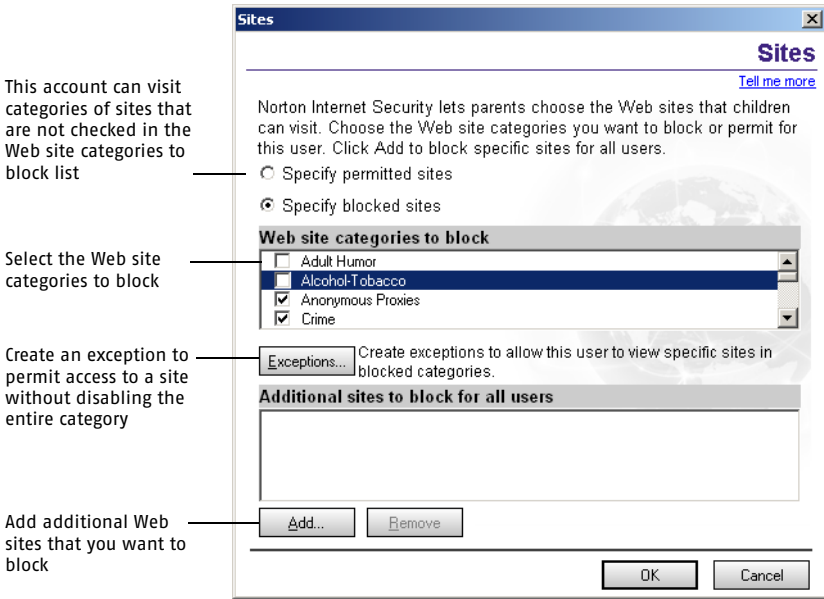 Sites
Sites
Tell me more
This account can visit
categories of sites that
are not checked in the
Web site categories to
block list
Norton Internet Security lets parents choose the Web sites that children
can visit. Choose the Web site categories you want to block or permit for
this user. Click Add to block specific sites for all users.
Specify permitted sites
Specify blocked sites
Web site categories to block
Select the Web site
categories to block
Adult Humor
Alcohol-Tobacco
Anonymous Proxies
Crime
Create an exception to
permit access to a site
without disabling the
entire category
Exceptions...
Create exceptions to allow this user to view specific sites in
blocked categories.
Additional sites to block for all users
Add additional Web
sites that you want to
block
Add...
Remove
OK
Cancel